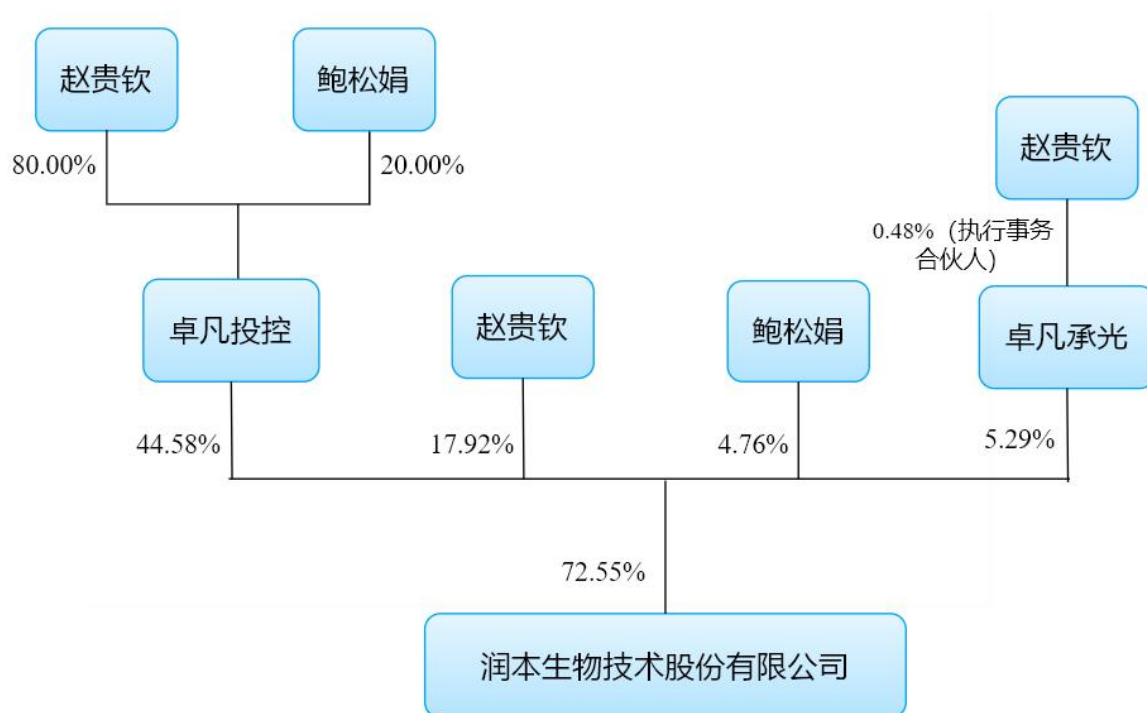 赵贵钦
鲍松娟
赵贵钦
80.00%
20.00%
0.48%（执行事务
合伙人）
卓凡投控
赵贵钦
鲍松娟
卓凡承光
44.58%
17.92%
4.76%
5.29%
72.55%
润本生物技术股份有限公司